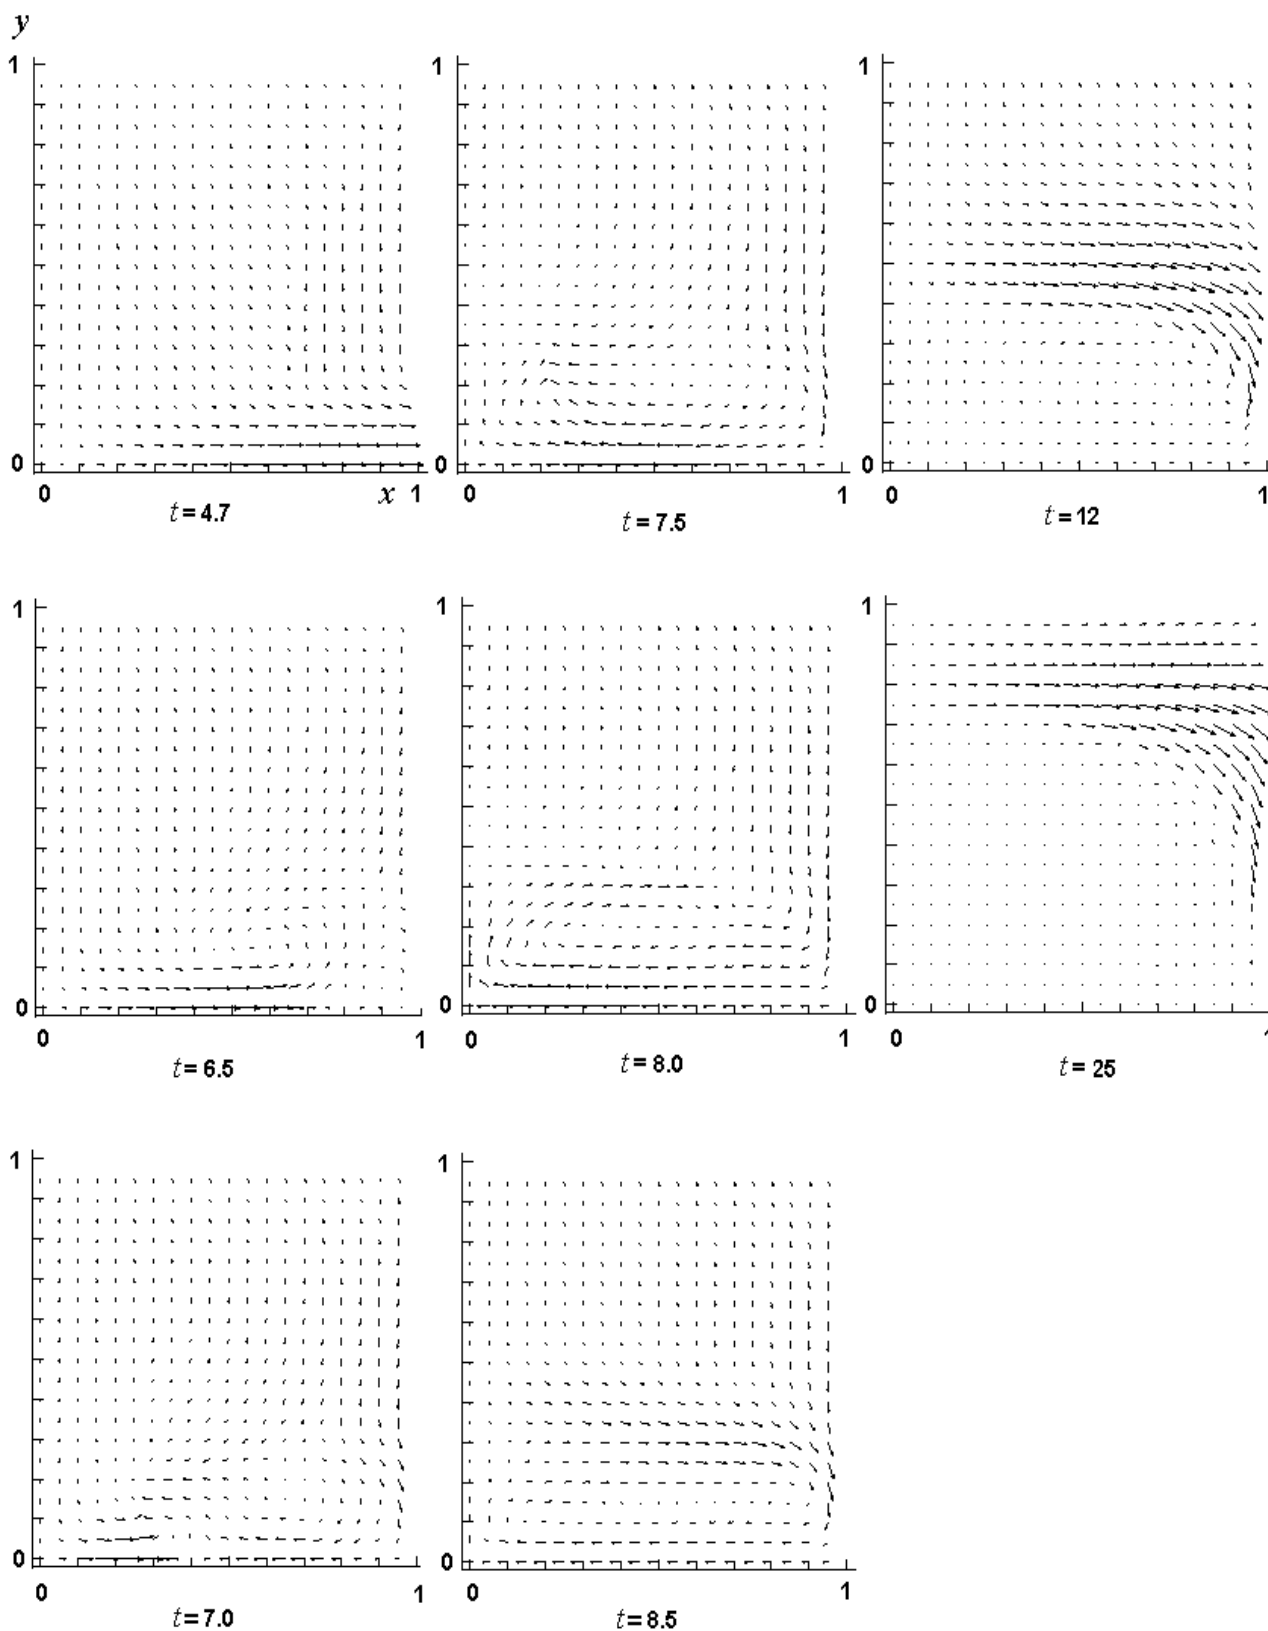 y
1 1 1
0 0 0
0 x 1 0 1 0 1
t = 4.7 t = 7.5 t = 12
1 1 1
0 0 0
0 1 0 1 0 1
t = 6.5 t = 8.0 t = 25
1 1
0 0
0 1 0 1
t = 7.0 t = 8.5